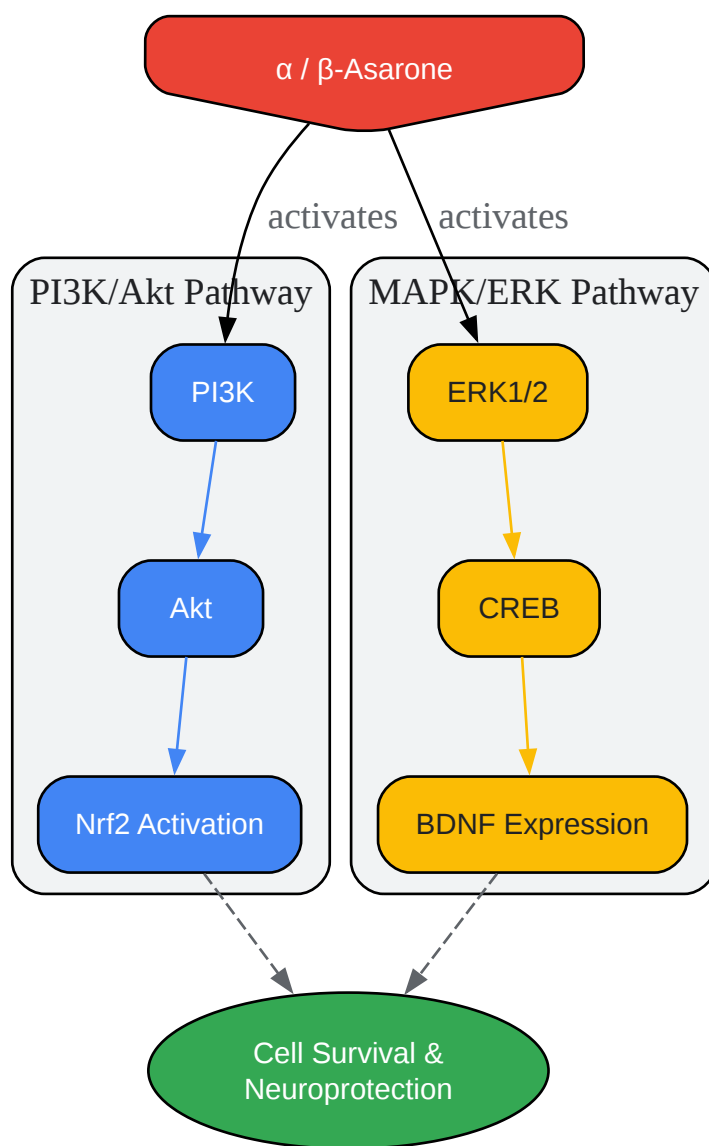 α / β-Asarone
activates
activates
PI3K/Akt Pathway
MAPK/ERK Pathway
PI3K
ERK1/2
Akt
CREB
Nrf2 Activation
BDNF Expression
Cell Survival &
Neuroprotection